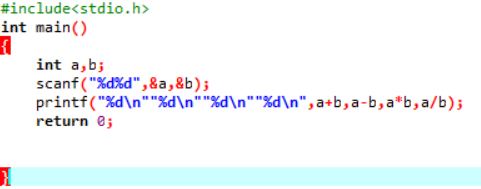 #include<stdio.h>
int main()
{
int a,b;
scanf("%d%d",&a,&b);
printf("%d\n""%d\n""%d\n""%d\n",a+b,a-b,a*b,a/b);
return 0;
}